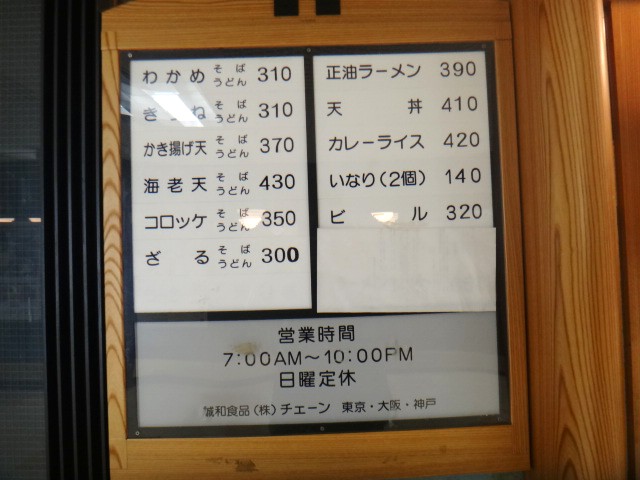 わかめ そば うどん 310
きつね そば うどん 310
かき揚げ天 そば うどん 370
海老天 そば うどん 430
コロッケ そば うどん 350
ざる そば うどん 300
正油ラーメン 390
天丼 410
カレーライス 420
いなり(2個) 140
ビール 320
営業時間
7:00AM〜10:00PM
日曜定休
誠和食品(株)チェーン 東京・大阪・神戸